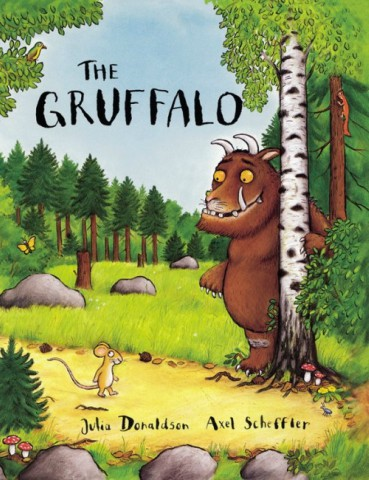 THE
GRUFFALO
Julia Donaldson Axel Scheffler